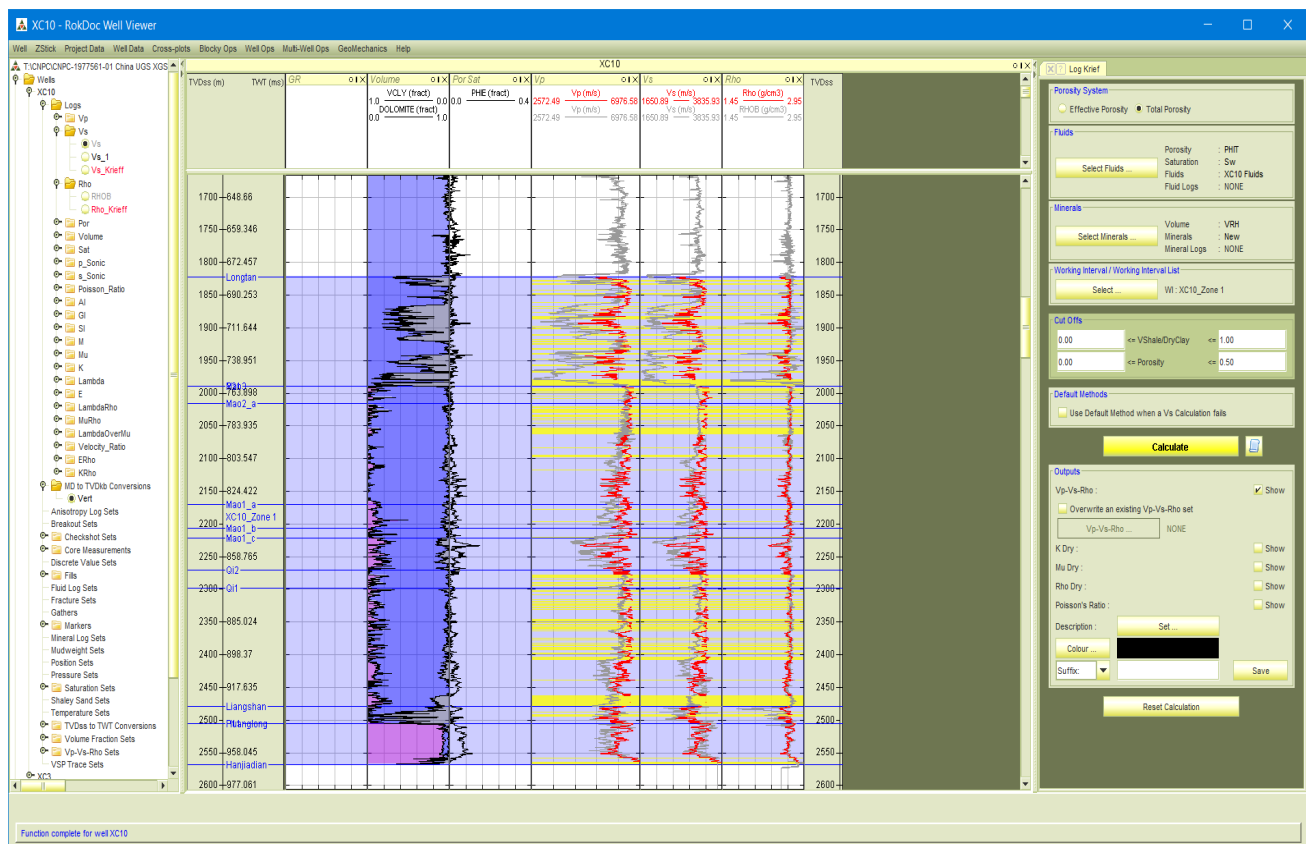 XC10 - RokDoc Well Viewer
Well ZStick Project Data Well Data Cross-plots Blocky Ops Well Ops Multi-Well Ops GeoMechanics Help
T:\CNPC\CNPC-1977561-01 China UGS XGS
Wells
XC10
Logs
Vp
Vs
Vs
Vs_1
Vs_Krieff
Rho
RHOB
Rho_Krieff
Por
Volume
Sat
p_Sonic
s_Sonic
Poisson_Ratio
AI
GI
SI
M
Mu
K
Lambda
E
LambdaRho
MuRho
LambdaOverMu
Velocity_Ratio
ERho
KRho
MD to TVDkb Conversions
Vert
Anisotropy Log Sets
Breakout Sets
Checkshot Sets
Core Measurements
Discrete Value Sets
Fills
Fluid Log Sets
Fracture Sets
Gathers
Markers
Mineral Log Sets
Mudweight Sets
Position Sets
Pressure Sets
Saturation Sets
Shaley Sand Sets
Temperature Sets
TVDss to TWT Conversions
Volume Fraction Sets
Vp-Vs-Rho Sets
VSP Trace Sets
XC3
XC10
TVDss (m) TWT (ms) GR Volume Por Sat Vp Vs Rho TVDss
VCLY (fract) PHIE (fract) Vp (m/s) Vs (m/s) Rho (g/cm3)
1.0 0.0 0.0 0.4 2572.49 6976.58 1650.89 3835.93 1.45 2.95
DOLOMITE (fract) Vp (m/s) Vs (m/s) RHOB (g/cm3)
0.0 1.0 2572.49 6976.58 1650.89 3835.93 1.45 2.95
1700 648.66 1700
1750 659.346 1750
1800 672.457 1800
Longtan
1850 690.253 1850
1900 711.644 1900
1950 738.951 1950
2000 763.898 2000
Mao2_a
2050 783.935 2050
2100 803.547 2100
2150 824.422 2150
Mao1_a
XC10_Zone 1
2200 2200
Mao1_b
Mao1_c
2250 858.765 2250
Qi2
2300 Qi1 2300
2350 885.024 2350
2400 898.37 2400
2450 917.635 2450
Liangshan
2500 2500
2550 958.045 2550
Hanjiadian
2600 977.061 2600
Log Krief
Porosity System
Effective Porosity Total Porosity
Fluids
Select Fluids ...
Porosity : PHIT
Saturation : Sw
Fluids : XC10 Fluids
Fluid Logs : NONE
Minerals
Select Minerals ...
Volume : VRH
Minerals : New
Mineral Logs : NONE
Working Interval / Working Interval List
Select ... WI : XC10_Zone 1
Cut Offs
0.00 <= VShale/DryClay <= 1.00
0.00 <= Porosity <= 0.50
Default Methods
Use Default Method when a Vs Calculation fails
Calculate
Outputs
Vp-Vs-Rho : Show
Overwrite an existing Vp-Vs-Rho set
Vp-Vs-Rho ... NONE
K Dry : Show
Mu Dry : Show
Rho Dry : Show
Poisson's Ratio : Show
Description : Set ...
Colour ...
Suffix: Save
Reset Calculation
Function complete for well XC10